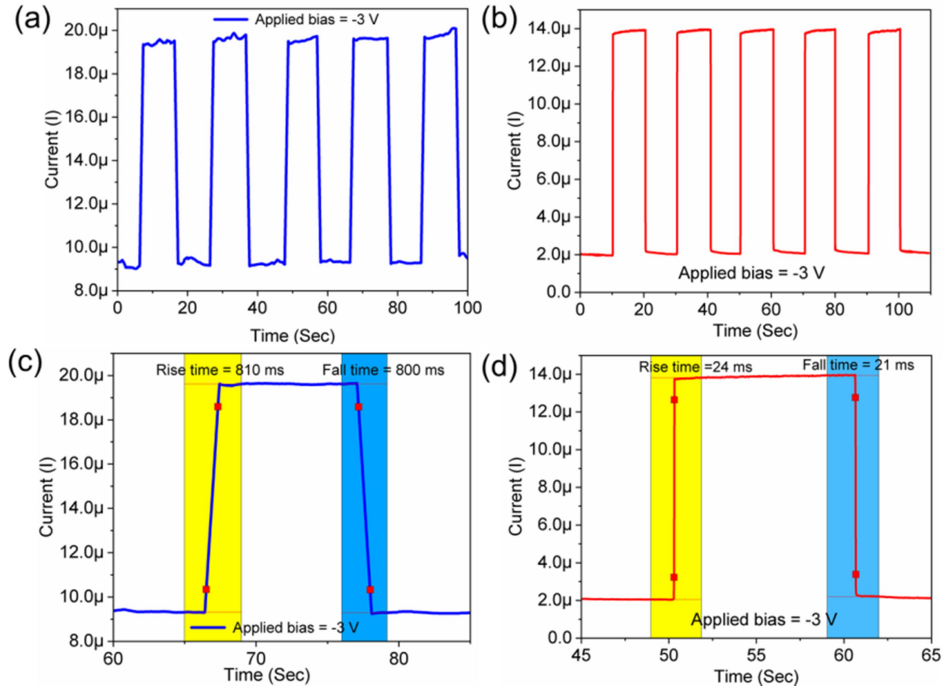 (a)
Applied bias = -3 V
20.0µ
18.0µ
16.0µ
14.0µ
12.0µ
10.0µ
8.0µ
Current (I)
0 20 40 60 80 100
Time (Sec)
(b)
14.0µ
12.0µ
10.0µ
8.0µ
6.0µ
4.0µ
2.0µ
0.0
Current (I)
Applied bias = -3 V
0 20 40 60 80 100
Time (Sec)
(c)
Rise time = 810 ms Fall time = 800 ms
20.0µ
18.0µ
16.0µ
14.0µ
12.0µ
10.0µ
8.0µ
Current (I)
Applied bias = -3 V
60 70 80
Time (Sec)
(d)
Rise time =24 ms Fall time = 21 ms
14.0µ
12.0µ
10.0µ
8.0µ
6.0µ
4.0µ
2.0µ
0.0
Current (I)
Applied bias = -3 V
45 50 55 60 65
Time (Sec)